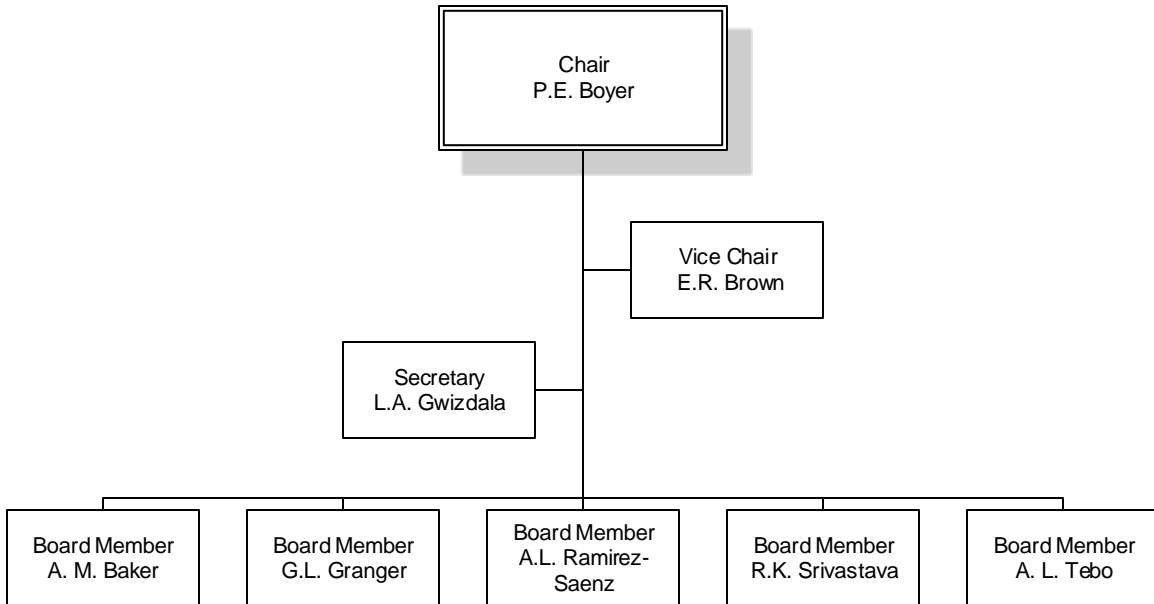 Chair
P.E. Boyer
Vice Chair
E.R. Brown
Secretary
L.A. Gwizdala
Board Member
A. M. Baker
Board Member
G.L. Granger
Board Member
A.L. Ramirez-
Saenz
Board Member
R.K. Srivastava
Board Member
A. L. Tebo